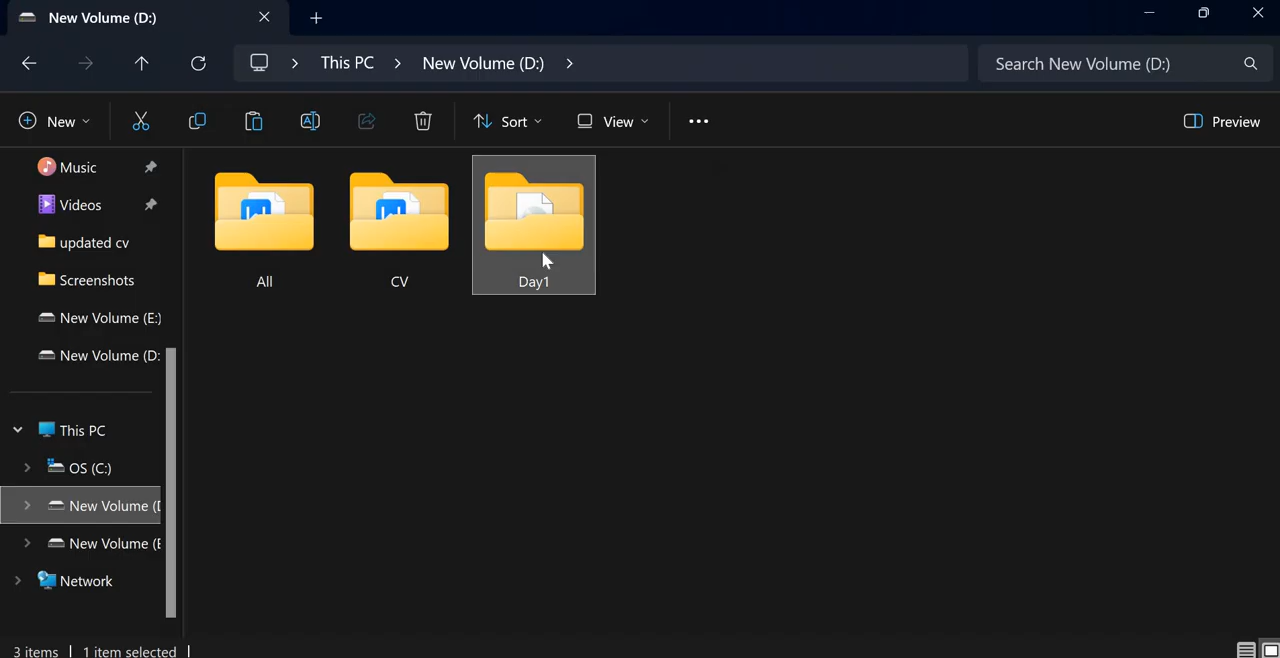 New Volume (D:)
This PC > New Volume (D:) >
Search New Volume (D:)
New
Sort
View
Preview
Music
Videos
updated cv
Screenshots
New Volume (E:)
New Volume (D:
This PC
OS (C:)
New Volume (D
New Volume (E
Network
All
CV
Day1
3 items | 1 item selected |